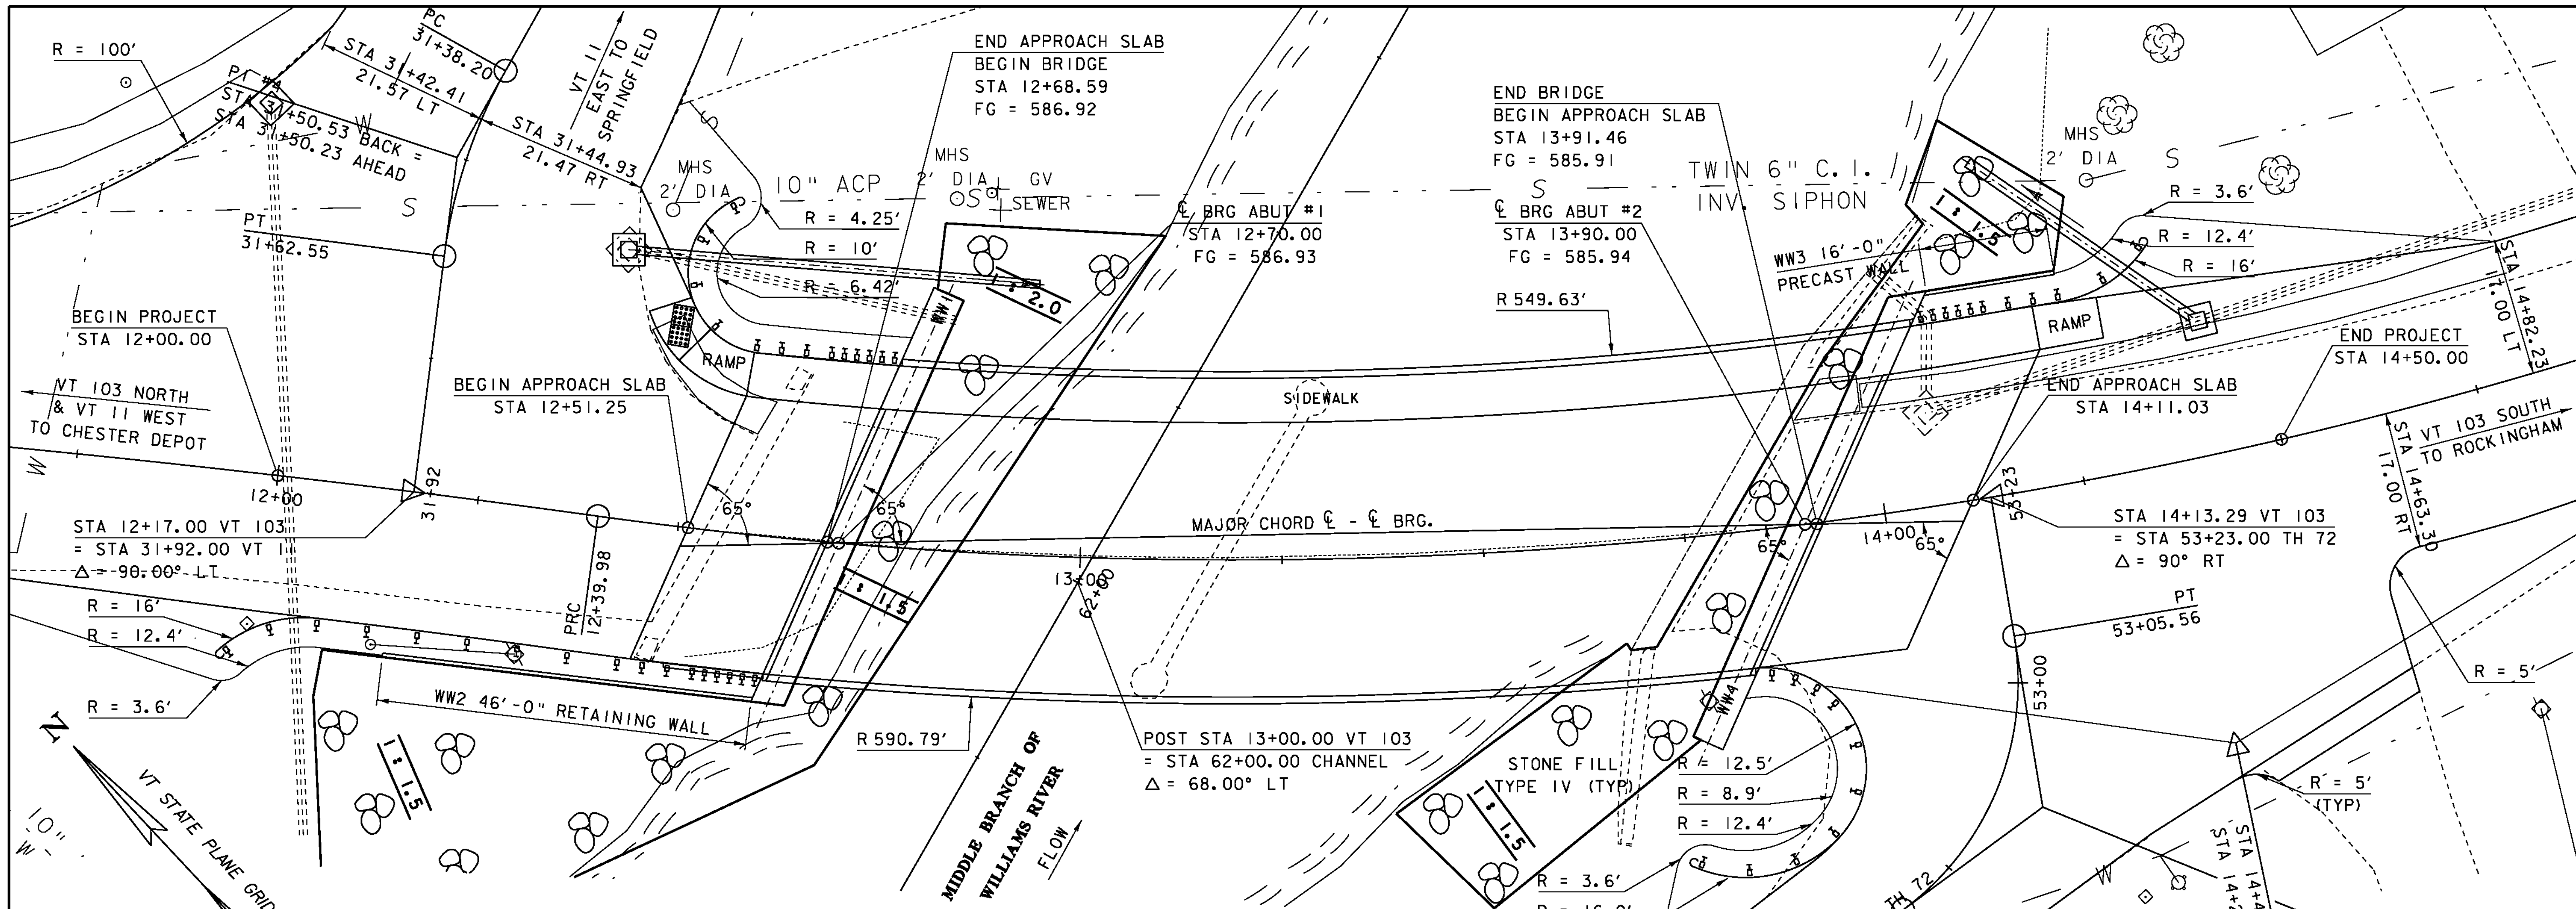 R = 100'
PC
31+38.20
STA 31+42.41
21.57 LT
PI #4
STA 31+50.53 BACK =
STA 31+50.23 AHEAD
W
VT 11
EAST TO
SPRINGFIELD
STA 31+44.93
21.47 RT
S
PT
31+62.55
S
MHS
2' DIA
10" ACP
MHS
2' DIA
S
GV
SEWER
END APPROACH SLAB
BEGIN BRIDGE
STA 12+68.59
FG = 586.92
R = 4.25'
R = 10'
R = 6.42'
1 : 2.0
WW1
℄ BRG ABUT #1
STA 12+70.00
FG = 586.93
END BRIDGE
BEGIN APPROACH SLAB
STA 13+91.46
FG = 585.91
℄ BRG ABUT #2
STA 13+90.00
FG = 585.94
R 549.63'
S
TWIN 6" C. I.
INV. SIPHON
WW3 16'-0"
PRECAST WALL
1 : 1.5
MHS
2' DIA
S
R = 3.6'
R = 12.4'
R = 16'
RAMP
STA 14+82.23
17.00 LT
END PROJECT
STA 14+50.00
BEGIN PROJECT
STA 12+00.00
VT 103 NORTH
& VT 11 WEST
TO CHESTER DEPOT
BEGIN APPROACH SLAB
STA 12+51.25
RAMP
SIDEWALK
END APPROACH SLAB
STA 14+11.03
VT 103 SOUTH
TO ROCKINGHAM
STA 14+63.30
17.00 RT
W
12+00
31+92
65°
65°
MAJOR CHORD ℄ - ℄ BRG.
65°
14+00
65°
53+23
STA 12+17.00 VT 103
= STA 31+92.00 VT 1
Δ = 90.00° LT
PRC
12+39.98
1 : 1.5
13+00
62+00
STA 14+13.29 VT 103
= STA 53+23.00 TH 72
Δ = 90° RT
PT
53+05.56
R = 16'
R = 12.4'
R = 3.6'
WW2 46'-0" RETAINING WALL
R 590.79'
POST STA 13+00.00 VT 103
= STA 62+00.00 CHANNEL
Δ = 68.00° LT
WW4
53+00
R = 5'
N
VT STATE PLANE GRID
10"
W
1 : 1.5
MIDDLE BRANCH OF
WILLIAMS RIVER
FLOW
STONE FILL
TYPE IV (TYP)
1 : 1.5
R = 12.5'
R = 8.9'
R = 12.4'
R = 3.6'
TH 72
W
R = 5'
(TYP)